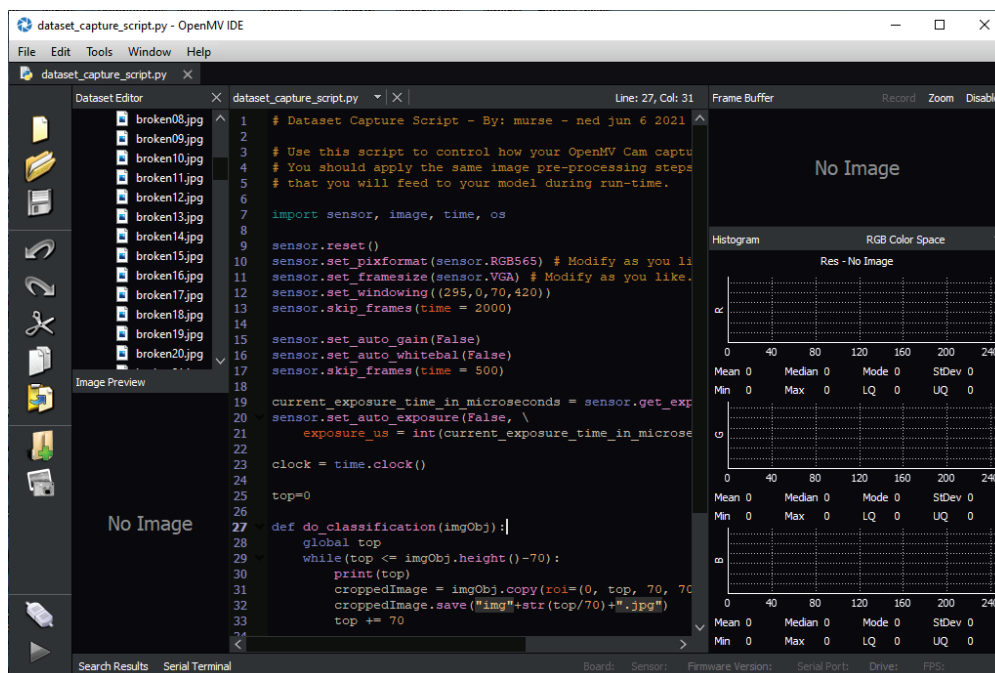 dataset_capture_script.py - OpenMV IDE
File Edit Tools Window Help
dataset_capture_script.py
Dataset Editor
broken08.jpg
broken09.jpg
broken10.jpg
broken11.jpg
broken12.jpg
broken13.jpg
broken14.jpg
broken15.jpg
broken16.jpg
broken17.jpg
broken18.jpg
broken19.jpg
broken20.jpg
Image Preview
No Image
dataset_capture_script.py Line: 27, Col: 31
1 # Dataset Capture Script - By: murse - ned jun 6 2021
2
3 # Use this script to control how your OpenMV Cam captu
4 # You should apply the same image pre-processing steps
5 # that you will feed to your model during run-time.
6
7 import sensor, image, time, os
8
9 sensor.reset()
10 sensor.set_pixformat(sensor.RGB565) # Modify as you li
11 sensor.set_framesize(sensor.VGA) # Modify as you like.
12 sensor.set_windowing((295,0,70,420))
13 sensor.skip_frames(time = 2000)
14
15 sensor.set_auto_gain(False)
16 sensor.set_auto_whitebal(False)
17 sensor.skip_frames(time = 500)
18
19 current_exposure_time_in_microseconds = sensor.get_exp
20 sensor.set_auto_exposure(False, \
21 exposure_us = int(current_exposure_time_in_microse
22
23 clock = time.clock()
24
25 top=0
26
27 def do_classification(imgObj):
28 global top
29 while(top <= imgObj.height()-70):
30 print(top)
31 croppedImage = imgObj.copy(roi=(0, top, 70, 70
32 croppedImage.save("img"+str(top/70)+".jpg")
33 top += 70
Frame Buffer Record Zoom Disable
No Image
Histogram RGB Color Space
Res - No Image
R
0 40 80 120 160 200 240
Mean 0 Median 0 Mode 0 StDev 0
Min 0 Max 0 LQ 0 UQ 0
G
0 40 80 120 160 200 240
Mean 0 Median 0 Mode 0 StDev 0
Min 0 Max 0 LQ 0 UQ 0
B
0 40 80 120 160 200 240
Mean 0 Median 0 Mode 0 StDev 0
Min 0 Max 0 LQ 0 UQ 0
Search Results Serial Terminal Board: Sensor: Firmware Version: Serial Port: Drive: FPS: